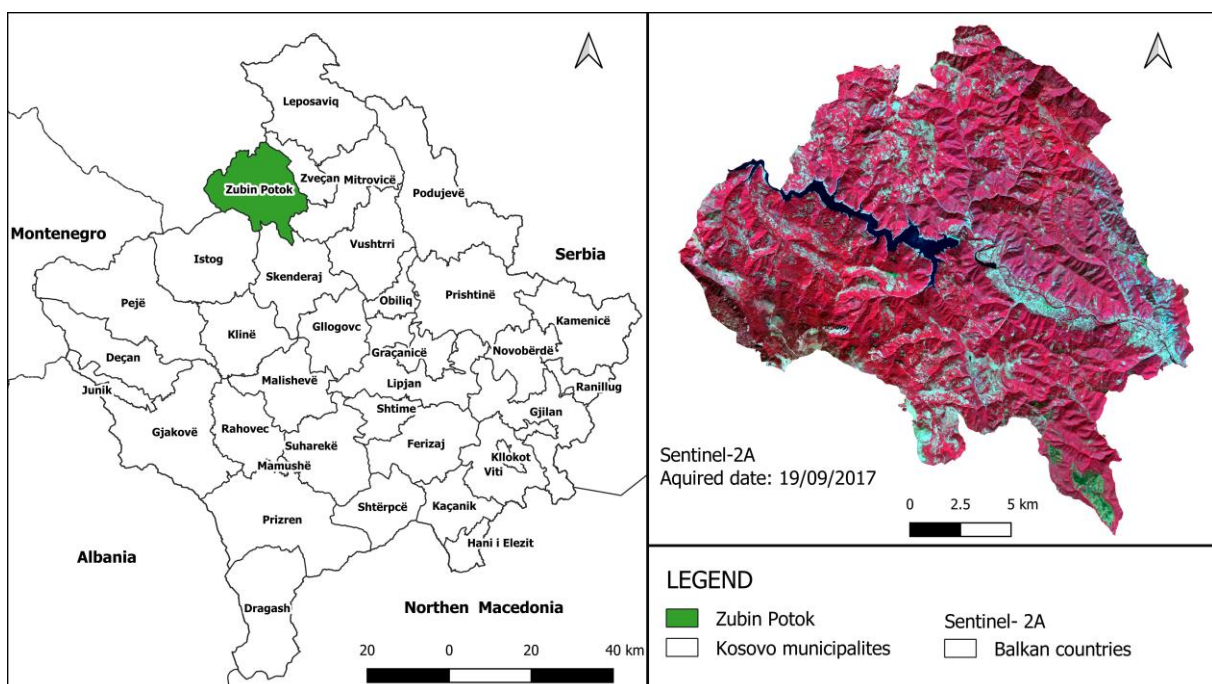 Leposaviq
Zubin Potok
Zveçan
Mitrovicë
Podujevë
Montenegro
Serbia
Istog
Vushtrri
Skenderaj
Pejë
Obiliq
Prishtinë
Klinë
Gllogovc
Kamenicë
Graçanicë
Novobërdë
Deçan
Malishevë
Lipjan
Junik
Ranillug
Shtime
Gjilan
Gjakovë
Rahovec
Suharekë
Ferizaj
Kllokot
Viti
Mamushë
Prizren
Shtërpcë
Kaçanik
Hani i Elezit
Albania
Dragash
Northen Macedonia
20 0 20 40 km
Sentinel-2A
Aquired date: 19/09/2017
0 2.5 5 km
LEGEND
Zubin Potok
Kosovo municipalites
Sentinel- 2A
Balkan countries